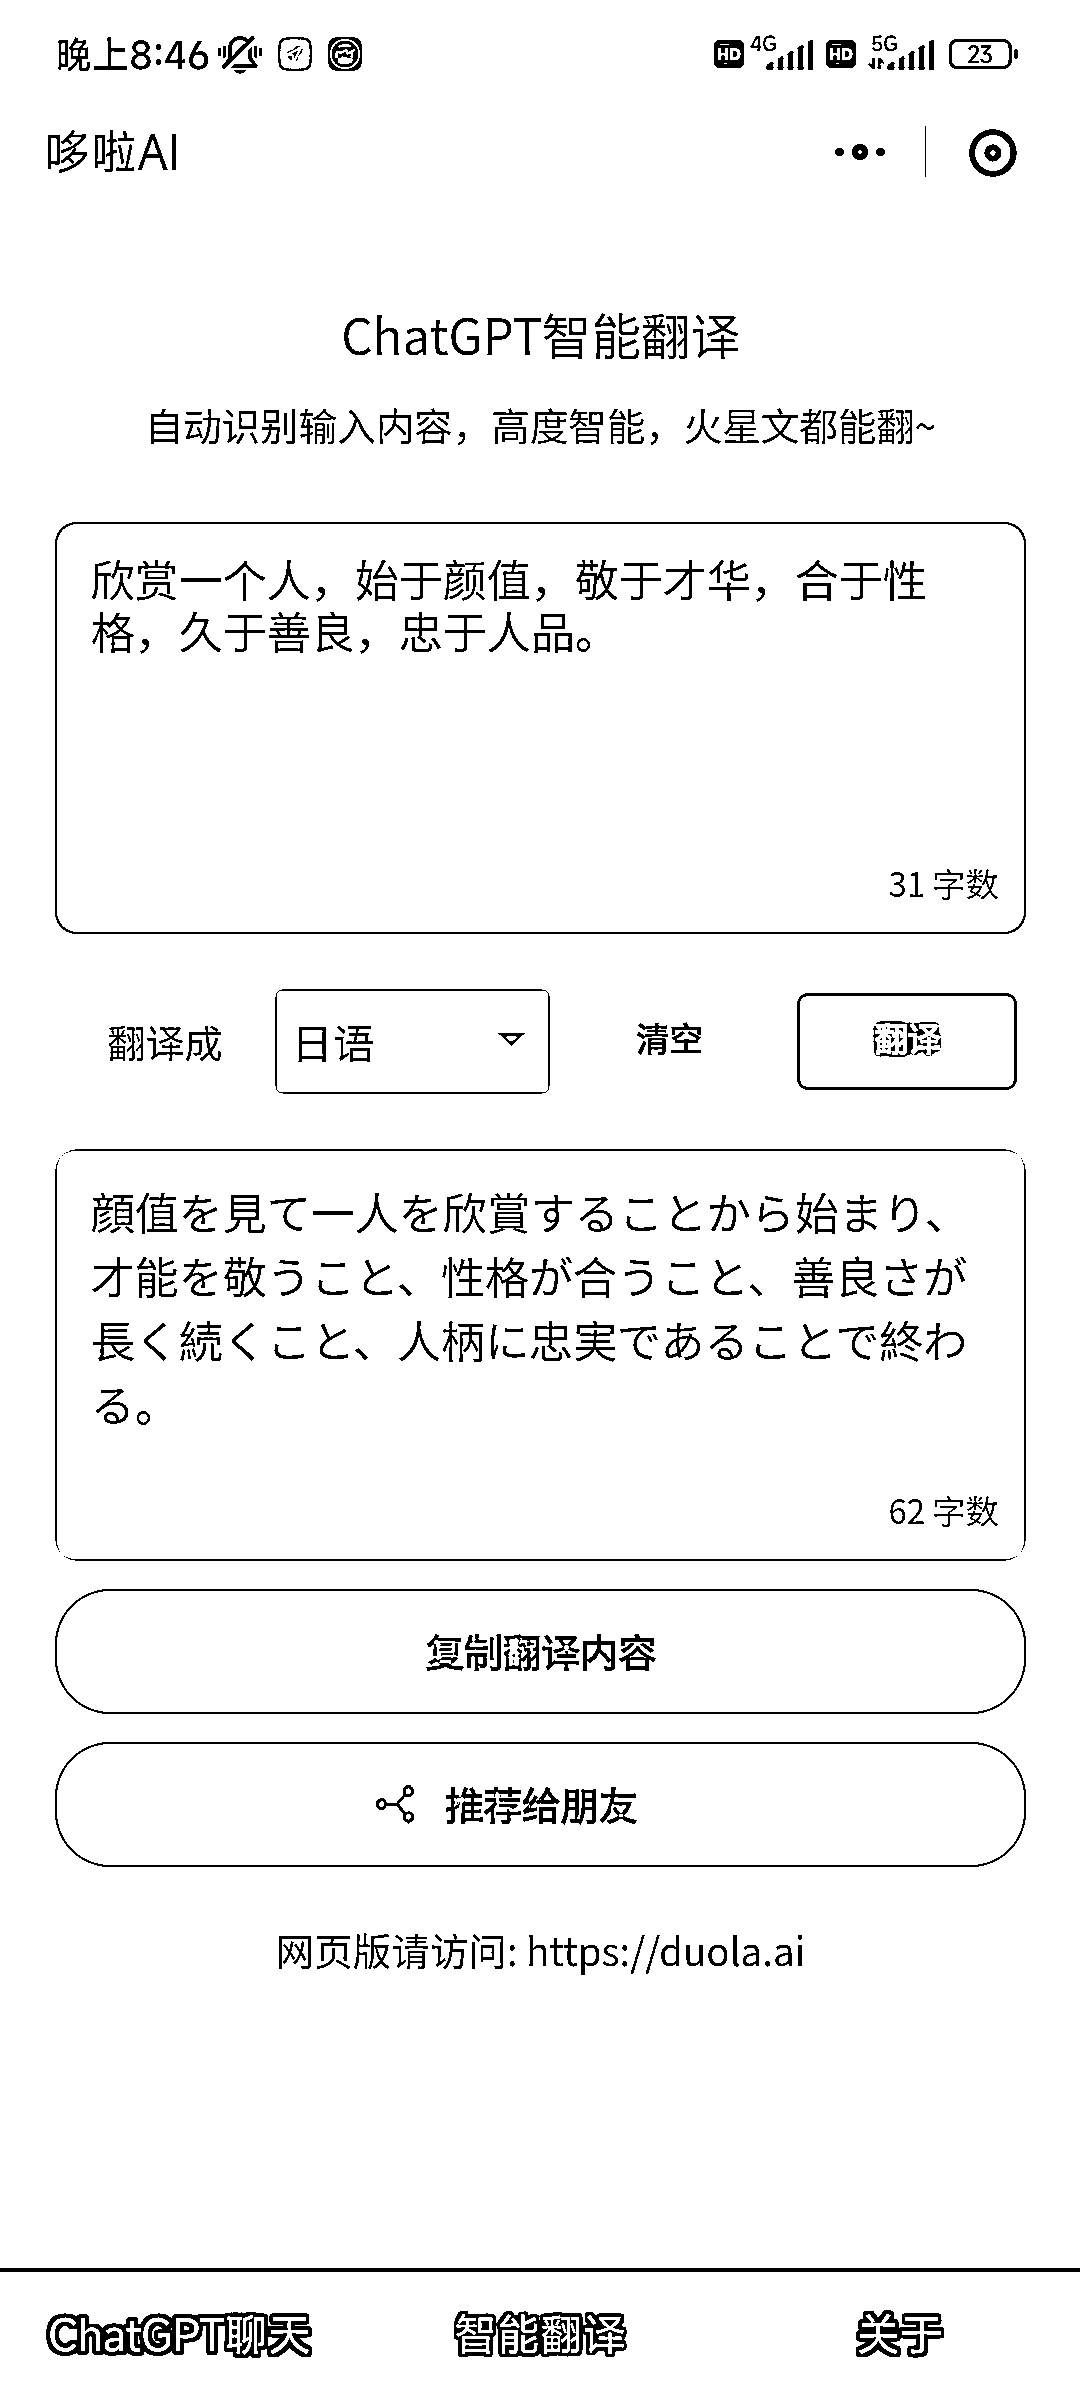 晚上8:46 HD 4G HD 5G 23
哆啦AI
ChatGPT智能翻译
自动识别输入内容，高度智能，火星文都能翻~
欣赏一个人，始于颜值，敬于才华，合于性
格，久于善良，忠于人品。
31 字数
翻译成 日语 清空 翻译
顔値を見て一人を欣賞することから始まり、
才能を敬うこと、性格が合うこと、善良さが
長く続くこと、人柄に忠実であることで終わ
る。
62 字数
复制翻译内容
推荐给朋友
网页版请访问: https://duola.ai
ChatGPT聊天 智能翻译 关于